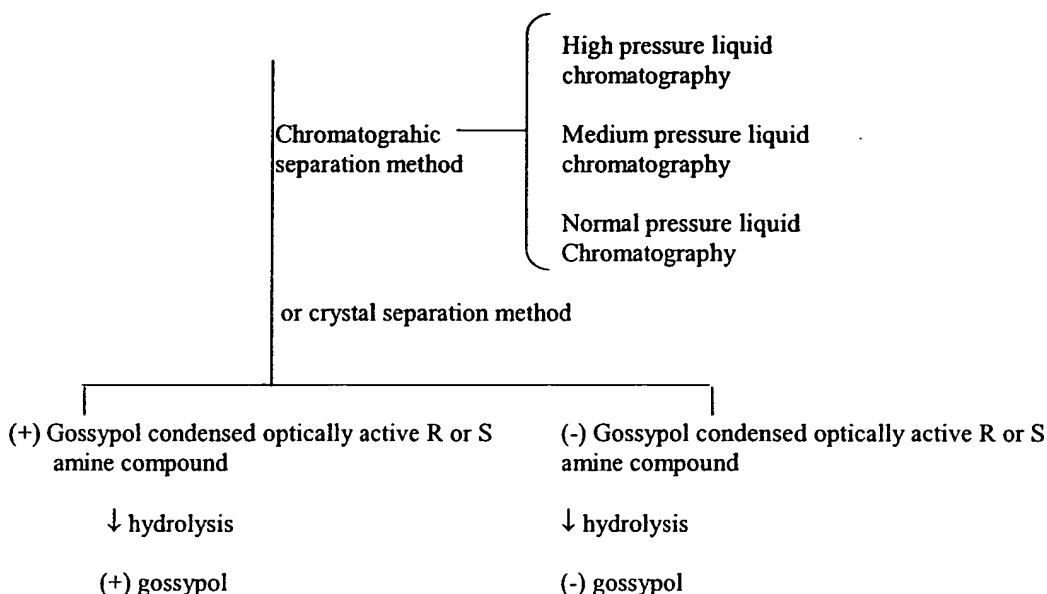 High pressure liquid
chromatography
Chromatograhic
separation method
Medium pressure liquid
chromatography
Normal pressure liquid
Chromatography
or crystal separation method
(+) Gossypol condensed optically active R or S
amine compound
(-) Gossypol condensed optically active R or S
amine compound
↓ hydrolysis
↓ hydrolysis
(+) gossypol
(-) gossypol